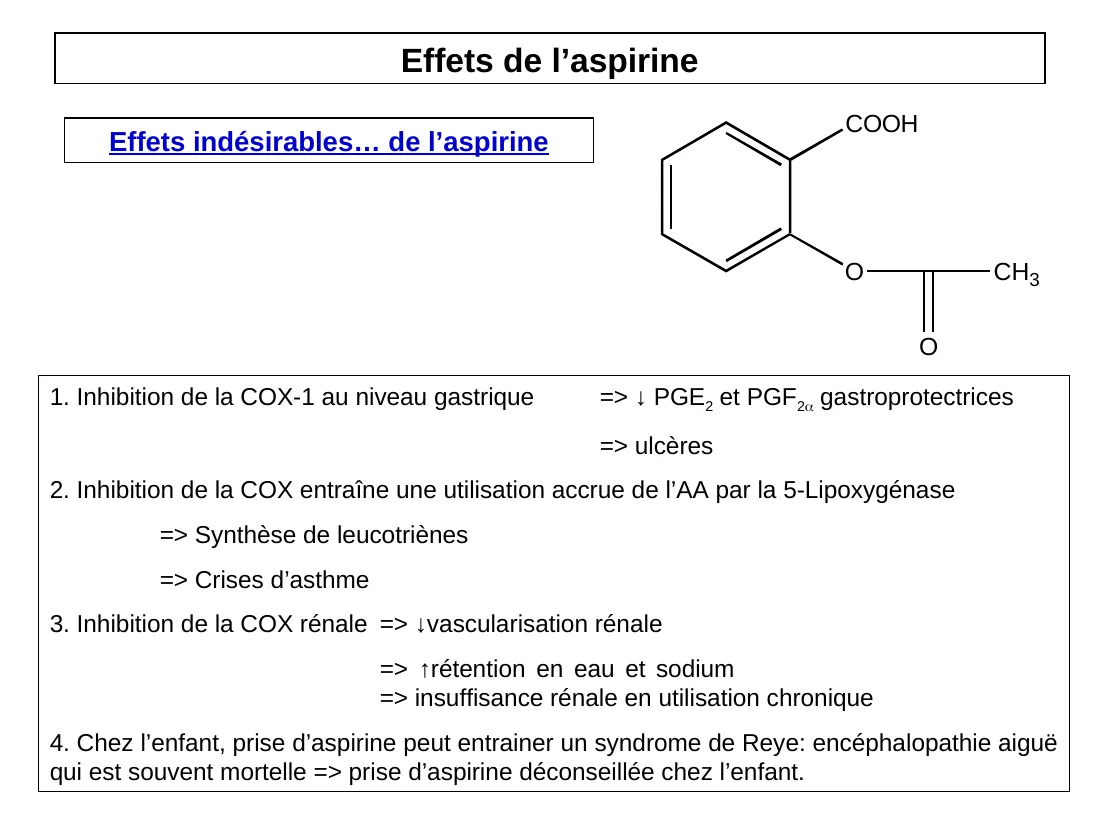 Effets de l’aspirine
Effets indésirables… de l’aspirine
COOH
O
CH3
O
1. Inhibition de la COX-1 au niveau gastrique => ↓ PGE2 et PGF2α gastroprotectrices
=> ulcères
2. Inhibition de la COX entraîne une utilisation accrue de l’AA par la 5-Lipoxygénase
=> Synthèse de leucotriènes
=> Crises d’asthme
3. Inhibition de la COX rénale => ↓vascularisation rénale
=> ↑rétention en eau et sodium
=> insuffisance rénale en utilisation chronique
4. Chez l’enfant, prise d’aspirine peut entrainer un syndrome de Reye: encéphalopathie aiguë
qui est souvent mortelle => prise d’aspirine déconseillée chez l’enfant.